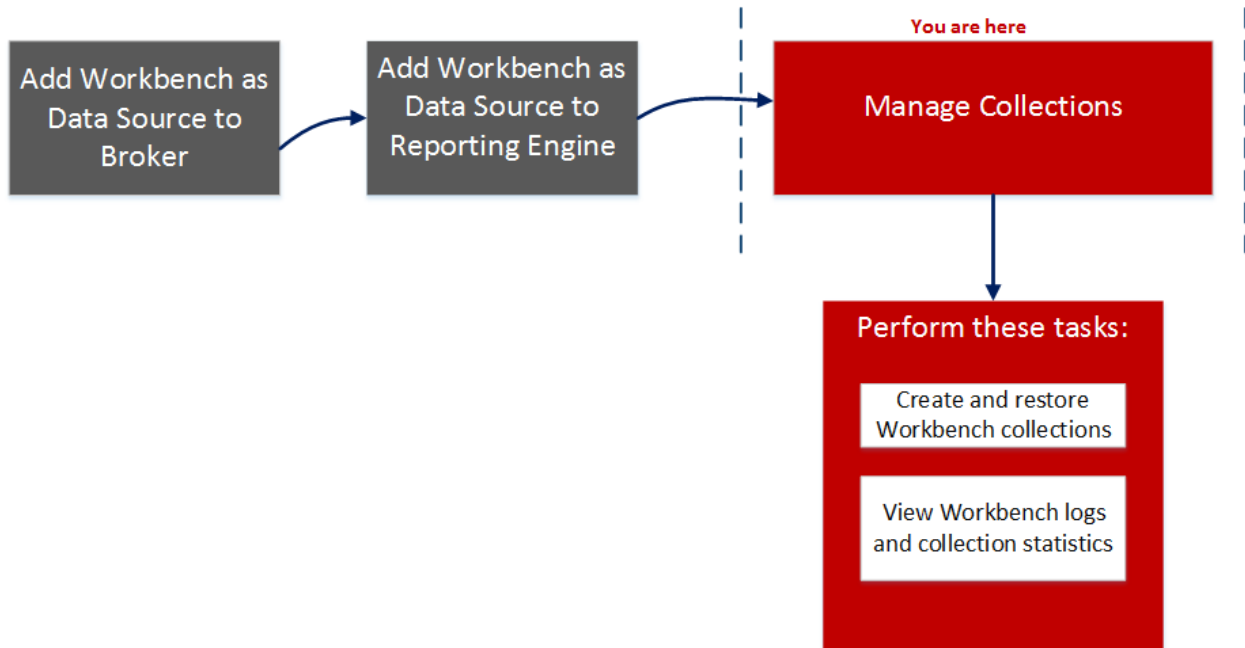 You are here
Add Workbench as
Data Source to
Broker
Add Workbench as
Data Source to
Reporting Engine
Manage Collections
Perform these tasks:
Create and restore
Workbench collections
View Workbench logs
and collection statistics